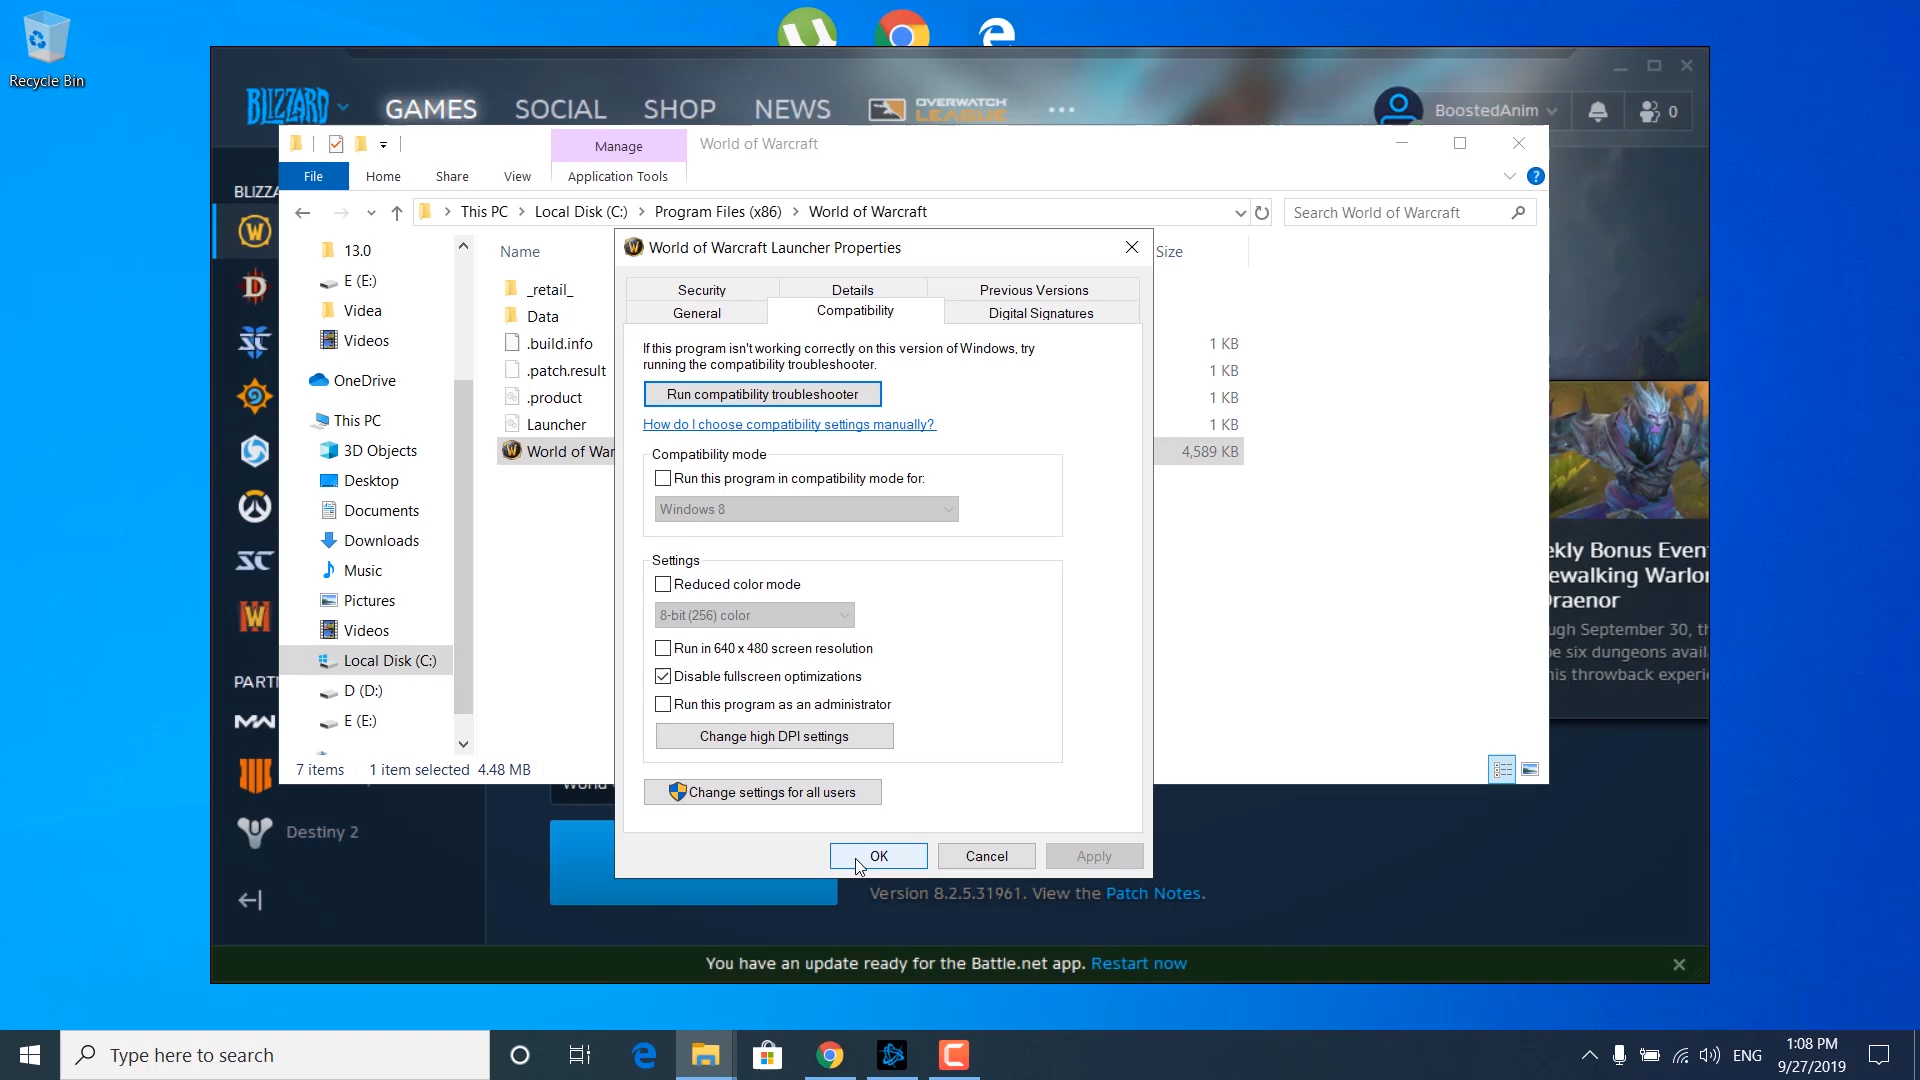 Recycle Bin
BLIZZARD
GAMES
SOCIAL
SHOP
NEWS
OVERWATCH
LEAGUE
BoostedAnim
0
Manage
World of Warcraft
File
Home
Share
View
Application Tools
This PC
Local Disk (C:)
Program Files (x86)
World of Warcraft
Search World of Warcraft
BLIZZA
13.0
E (E:)
Videa
Videos
OneDrive
This PC
3D Objects
Desktop
Documents
Downloads
Music
Pictures
Videos
Local Disk (C:)
D (D:)
E (E:)
Name
Size
_retail_
Data
.build.info
1 KB
.patch.result
1 KB
.product
1 KB
Launcher
1 KB
World of War
4,589 KB
7 items
1 item selected
4.48 MB
World of Warcraft Launcher Properties
Security
Details
Previous Versions
General
Compatibility
Digital Signatures
If this program isn't working correctly on this version of Windows, try
running the compatibility troubleshooter.
Run compatibility troubleshooter
How do I choose compatibility settings manually?
Compatibility mode
Run this program in compatibility mode for:
Windows 8
Settings
Reduced color mode
8-bit (256) color
Run in 640 x 480 screen resolution
Disable fullscreen optimizations
Run this program as an administrator
Change high DPI settings
Change settings for all users
OK
Cancel
Apply
PART
Destiny 2
ekly Bonus Even
ewalking Warlo
Draenor
ugh September 30, th
e six dungeons avail
his throwback experi
Version 8.2.5.31961. View the Patch Notes.
You have an update ready for the Battle.net app. Restart now
Type here to search
ENG
1:08 PM
9/27/2019